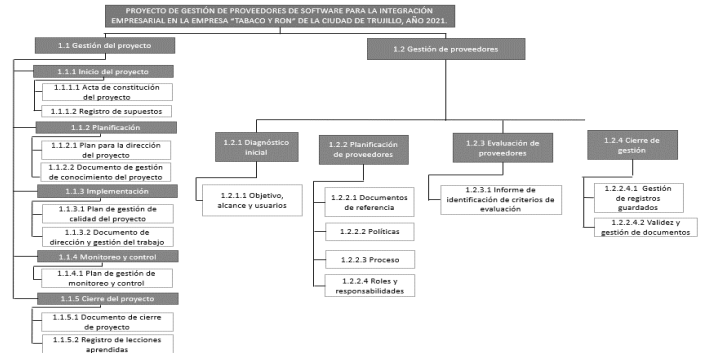 PROYECTO DE GESTIÓN DE PROVEEDORES DE SOFTWARE PARA LA INTEGRACIÓN
EMPRESARIAL EN LA EMPRESA “TABACO Y RON” DE LA CIUDAD DE TRUJILLO, AÑO 2021.
1.1 Gestión del proyecto
1.1.1 Inicio del proyecto
1.1.1.1 Acta de constitución
del proyecto
1.1.1.2 Registro de supuestos
1.1.2 Planificación
1.1.2.1 Plan para la dirección
del proyecto
1.1.2.2 Documento de gestión
de conocimiento del proyecto
1.1.3 Implementación
1.1.3.1 Plan de gestión de
calidad del proyecto
1.1.3.2 Documento de
dirección y gestión del trabajo
1.1.4 Monitoreo y control
1.1.4.1 Plan de gestión de
monitoreo y control
1.1.5 Cierre del proyecto
1.1.5.1 Documento de cierre
de proyecto
1.1.5.2 Registro de lecciones
aprendidas
1.2 Gestión de proveedores
1.2.1 Diagnóstico
inicial
1.2.1.1 Objetivo,
alcance y usuarios
1.2.2 Planificación
de proveedores
1.2.2.1 Documentos
de referencia
1.2.2.2 Políticas
1.2.2.3 Proceso
1.2.2.4 Roles y
responsabilidades
1.2.3 Evaluación de
proveedores
1.2.3.1 Informe de
identificación de criterios de
evaluación
1.2.4 Cierre de
gestión
1.2.2.4.1 Gestión
de registros
guardados
1.2.2.4.2 Validez y
gestión de documentos